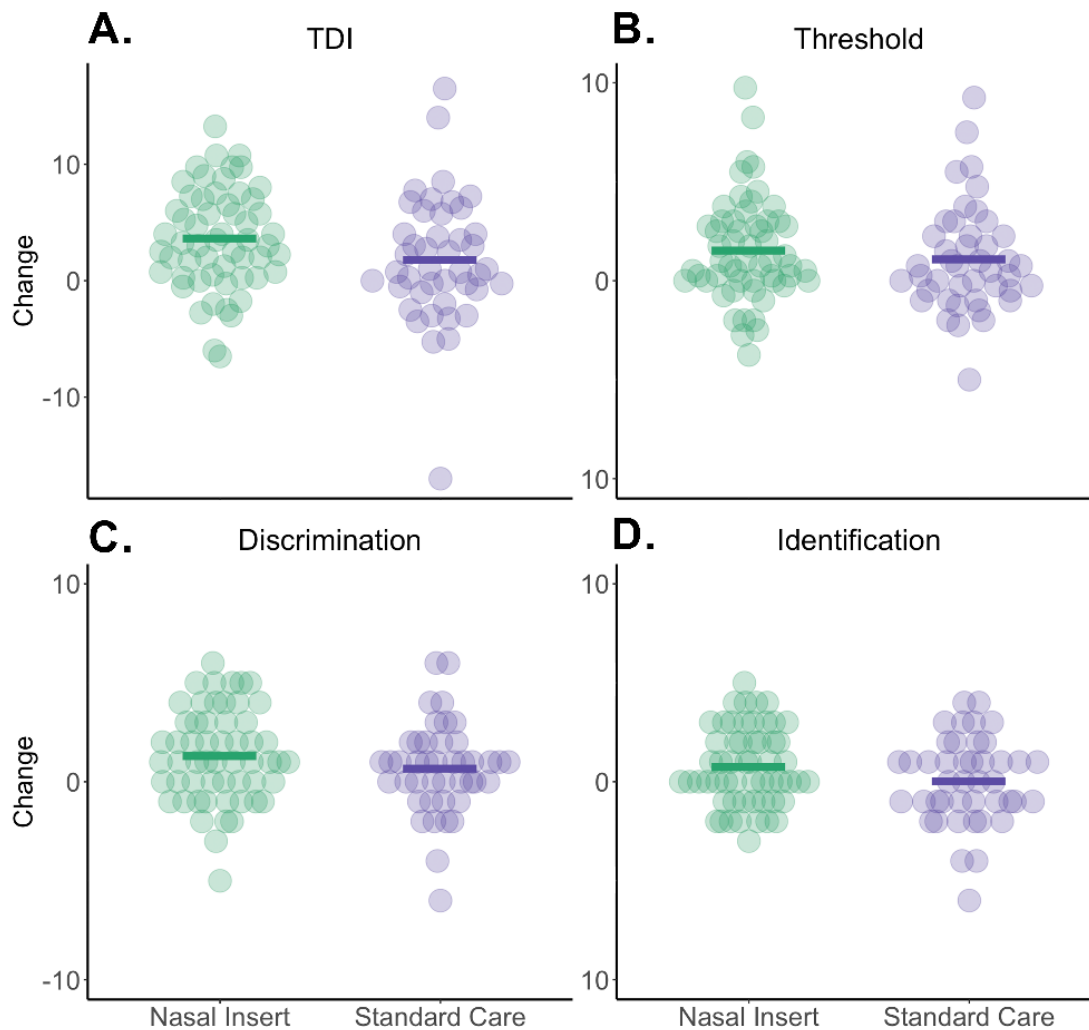 A. TDI
B. Threshold
10
0
-10
Change
10
0
10
C. Discrimination
D. Identification
10
0
-10
Change
10
0
10
Nasal Insert Standard Care
Nasal Insert Standard Care